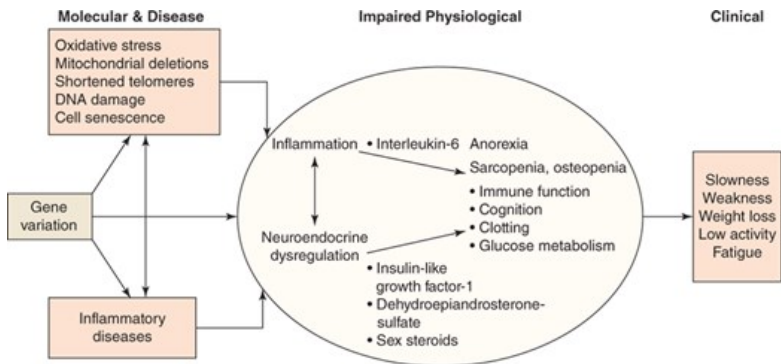 Molecular & Disease
Impaired Physiological
Clinical
Oxidative stress
Mitochondrial deletions
Shortened telomeres
DNA damage
Cell senescence
Gene
variation
Inflammatory
diseases
Inflammation
• Interleukin-6
Anorexia
Sarcopenia, osteopenia
• Immune function
• Cognition
• Clotting
• Glucose metabolism
Neuroendocrine
dysregulation
• Insulin-like
growth factor-1
• Dehydroepiandrosterone-
sulfate
• Sex steroids
Slowness
Weakness
Weight loss
Low activity
Fatigue